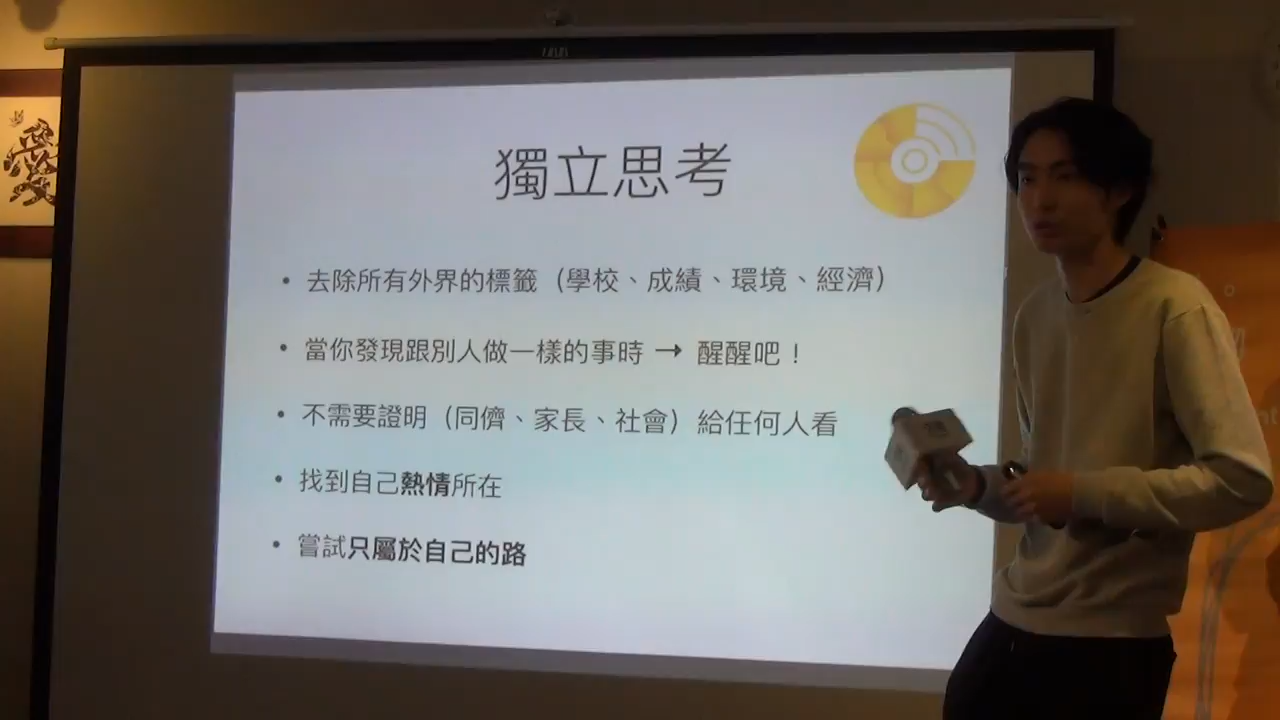 愛
獨立思考
• 去除所有外界的標籤（學校、成績、環境、經濟）
• 當你發現跟別人做一樣的事時 → 醒醒吧！
• 不需要證明（同儕、家長、社會）給任何人看
• 找到自己熱情所在
• 嘗試只屬於自己的路